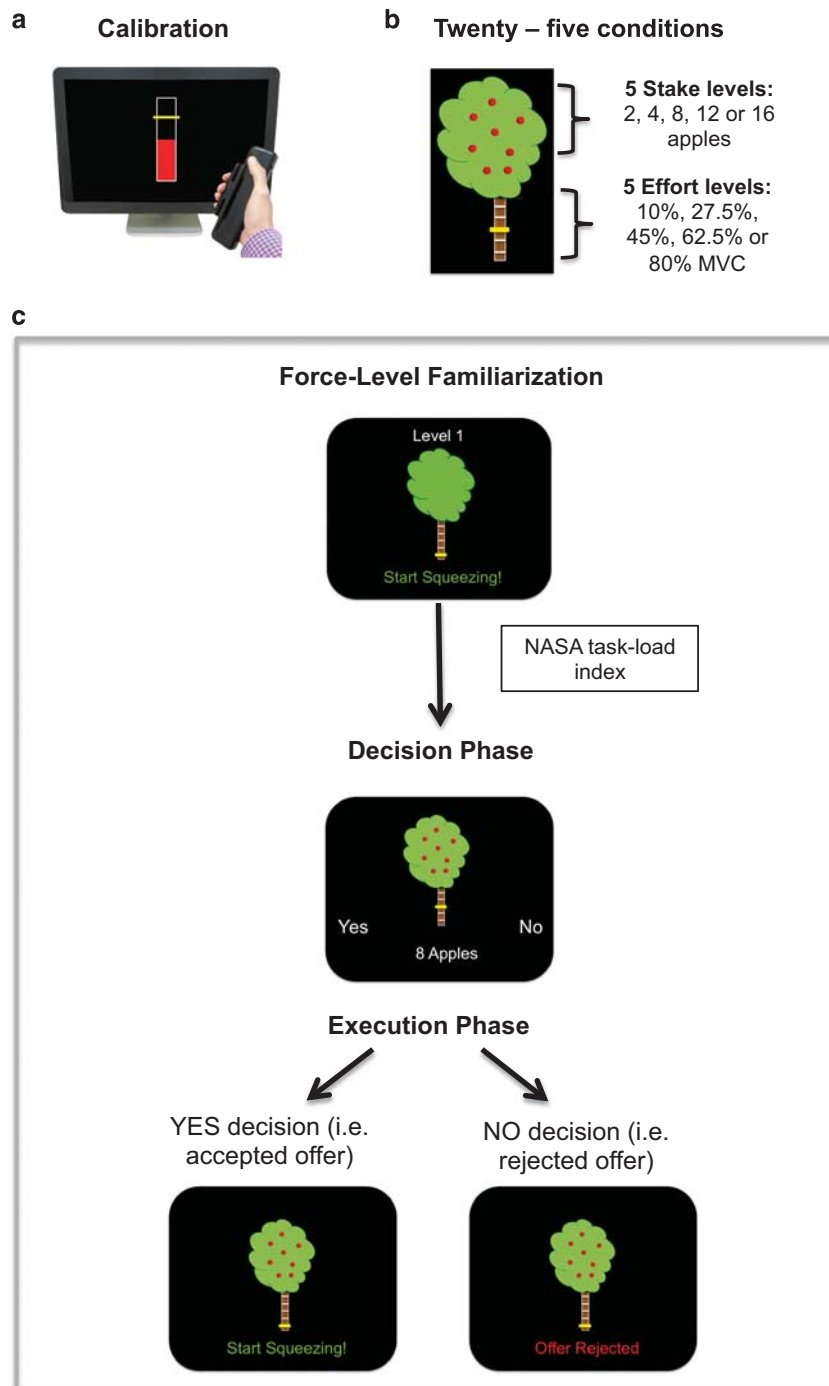 a
Calibration
b
Twenty – five conditions
5 Stake levels:
2, 4, 8, 12 or 16
apples
5 Effort levels:
10%, 27.5%,
45%, 62.5% or
80% MVC
c
Force-Level Familiarization
Level 1
Start Squeezing!
NASA task-load
index
Decision Phase
Yes
No
8 Apples
Execution Phase
YES decision (i.e.
accepted offer)
NO decision (i.e.
rejected offer)
Start Squeezing!
Offer Rejected